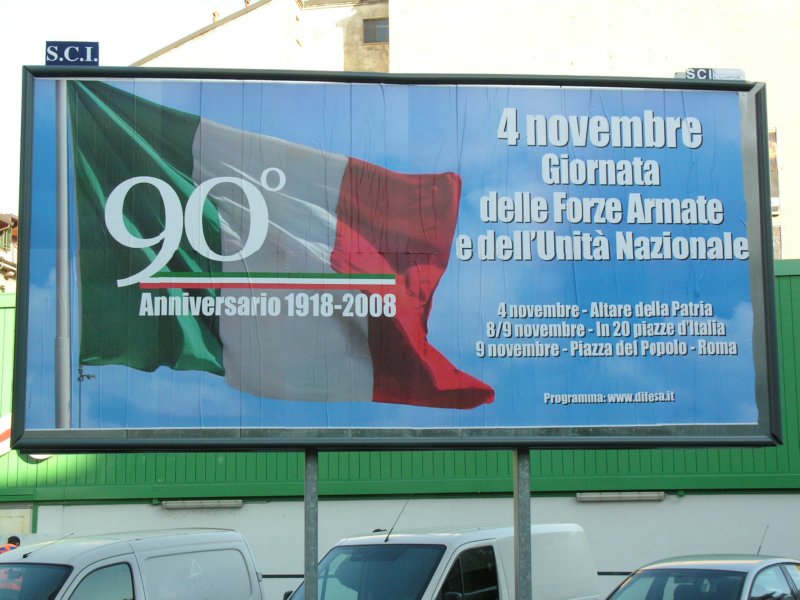 S.C.I.
SCI
90°
Anniversario 1918-2008
4 novembre
Giornata
delle Forze Armate
e dell'Unità Nazionale
4 novembre - Altare della Patria
8/9 novembre - In 20 piazze d'Italia
9 novembre - Piazza del Popolo - Roma
Programma: www.difesa.it